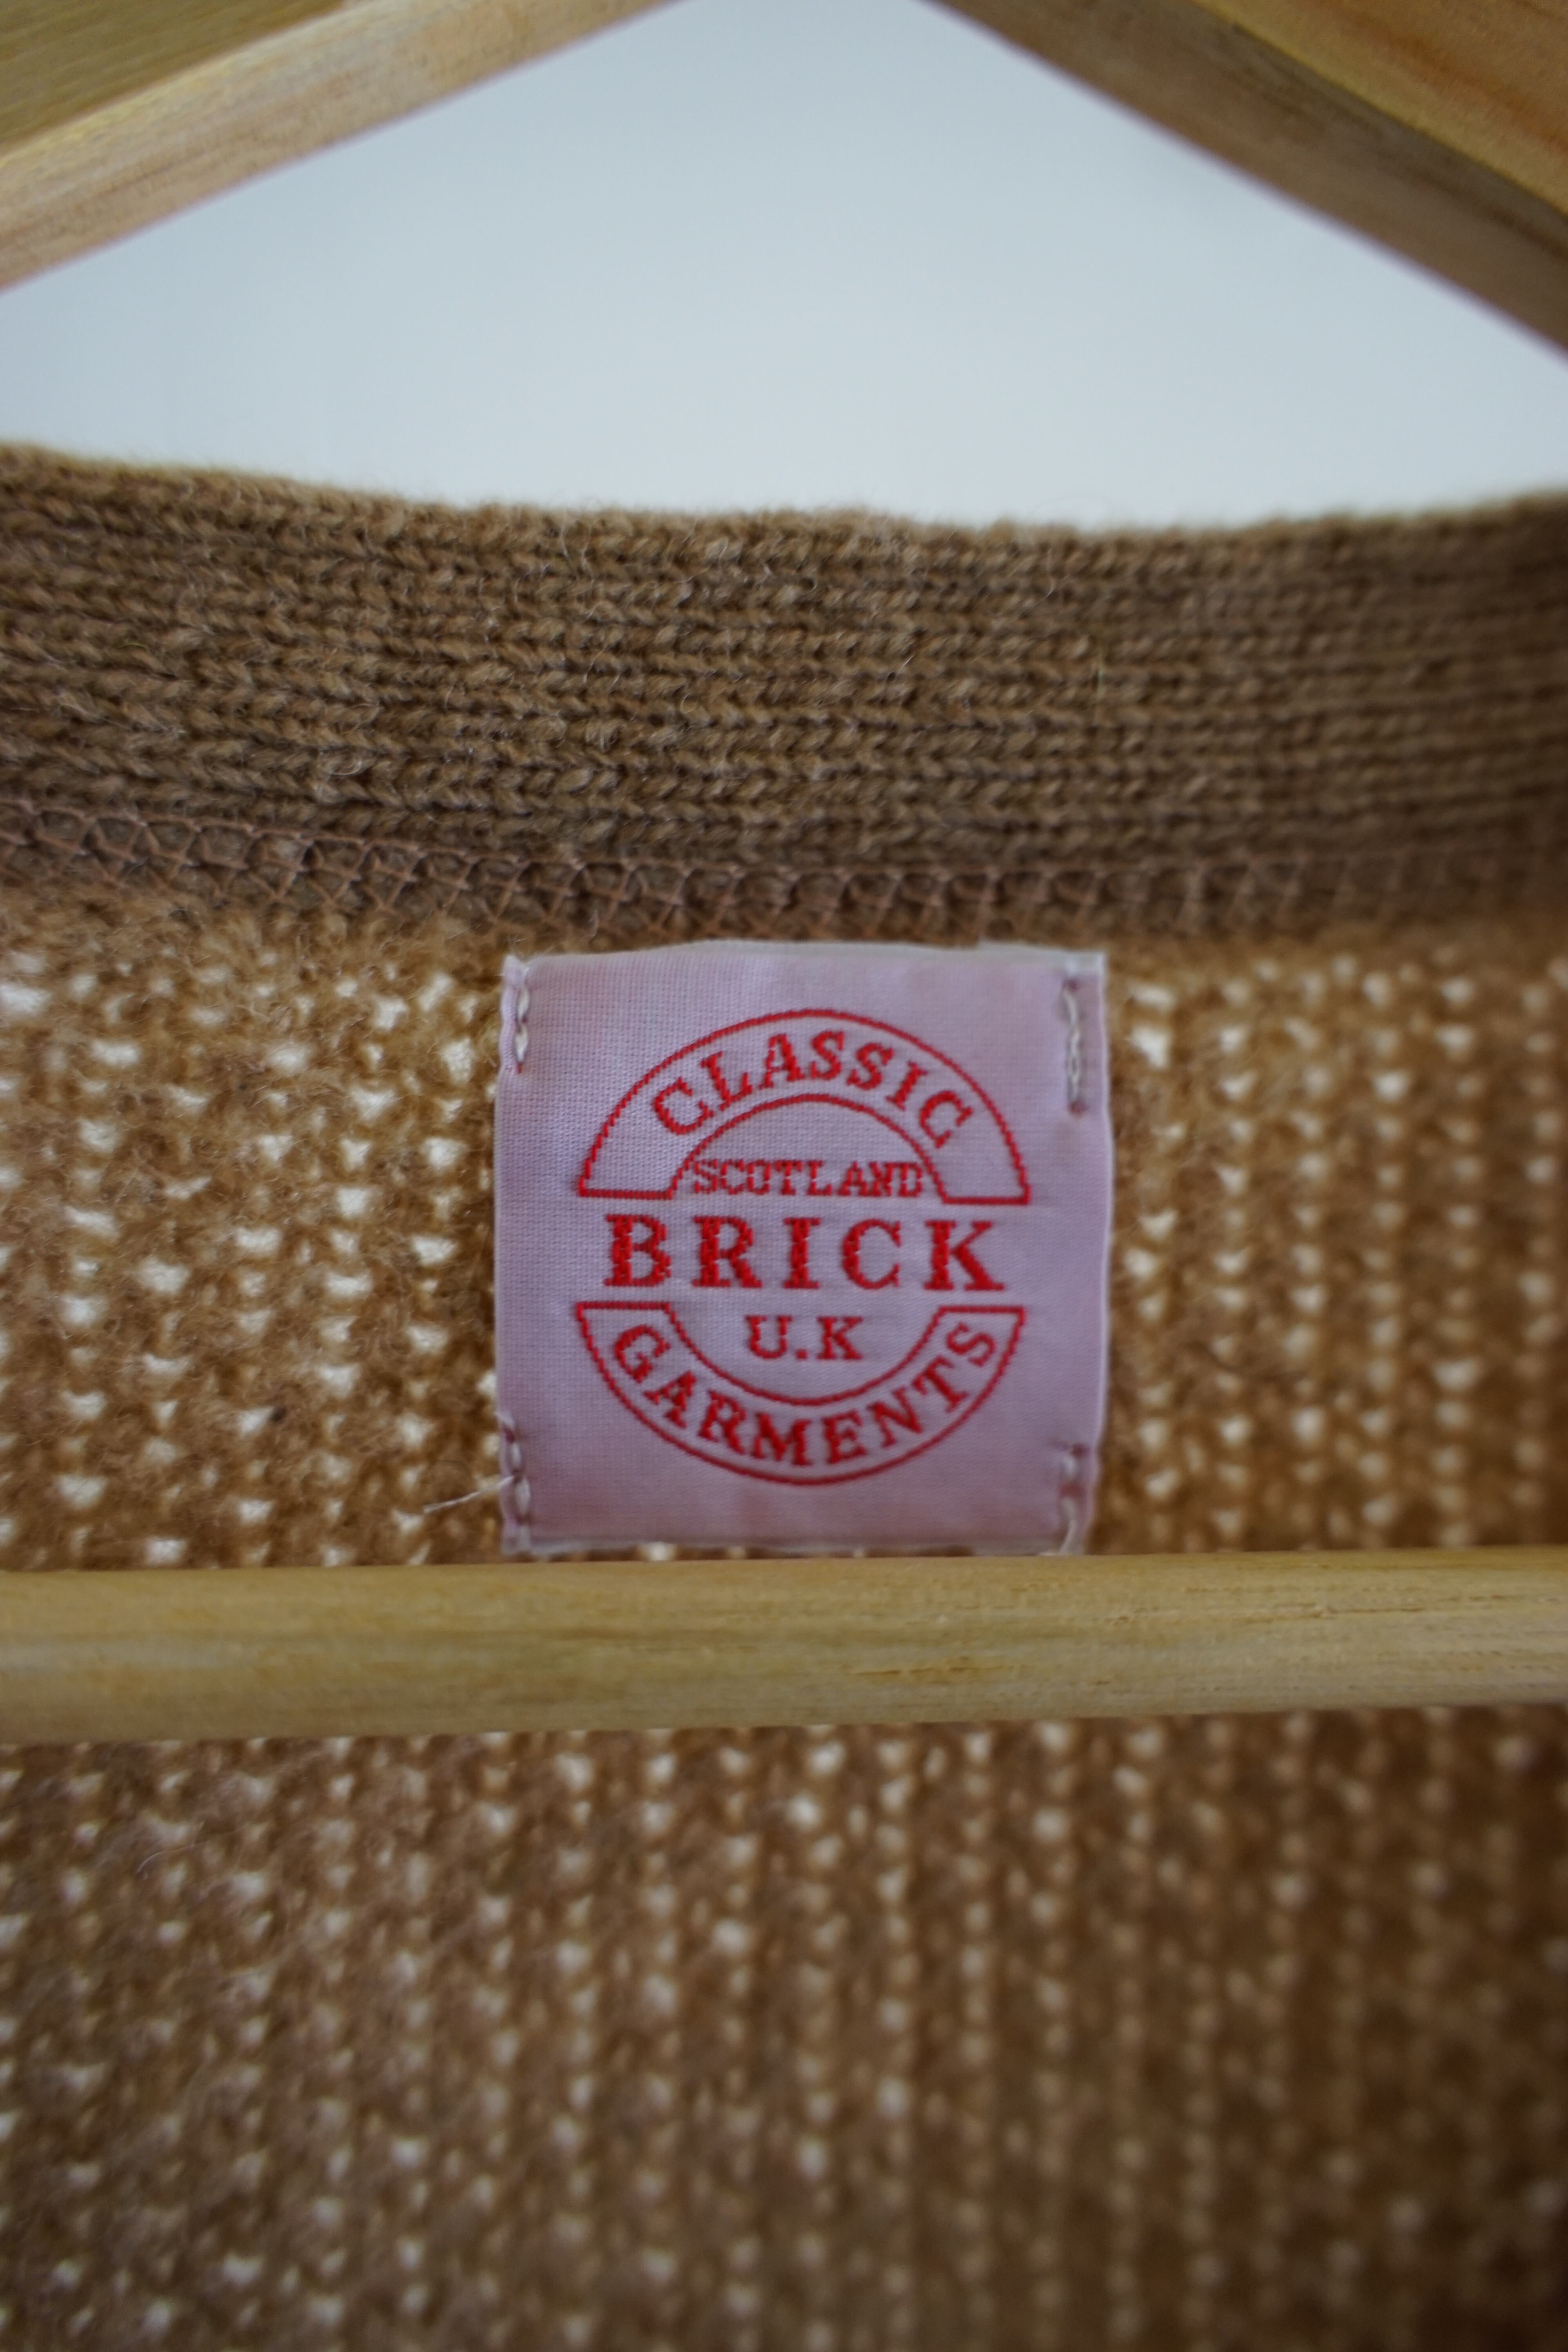 CLASSIC
SCOTLAND
BRICK
U.K
GARMENTS